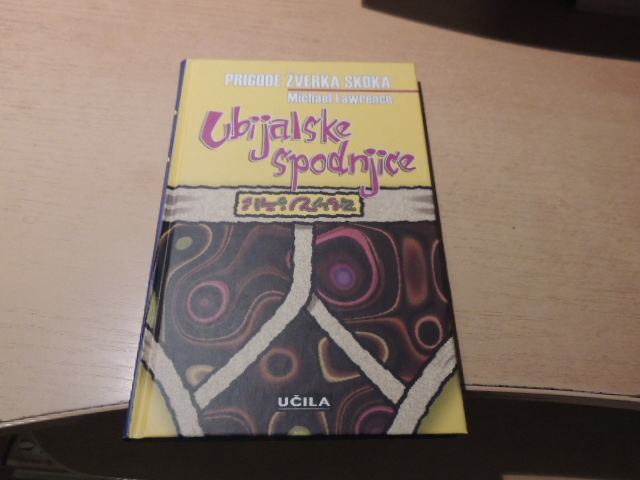 PRIGODE ZVERKA SKOKA
Michael Lawrence
Ubijalske
spodnjice
UČILA